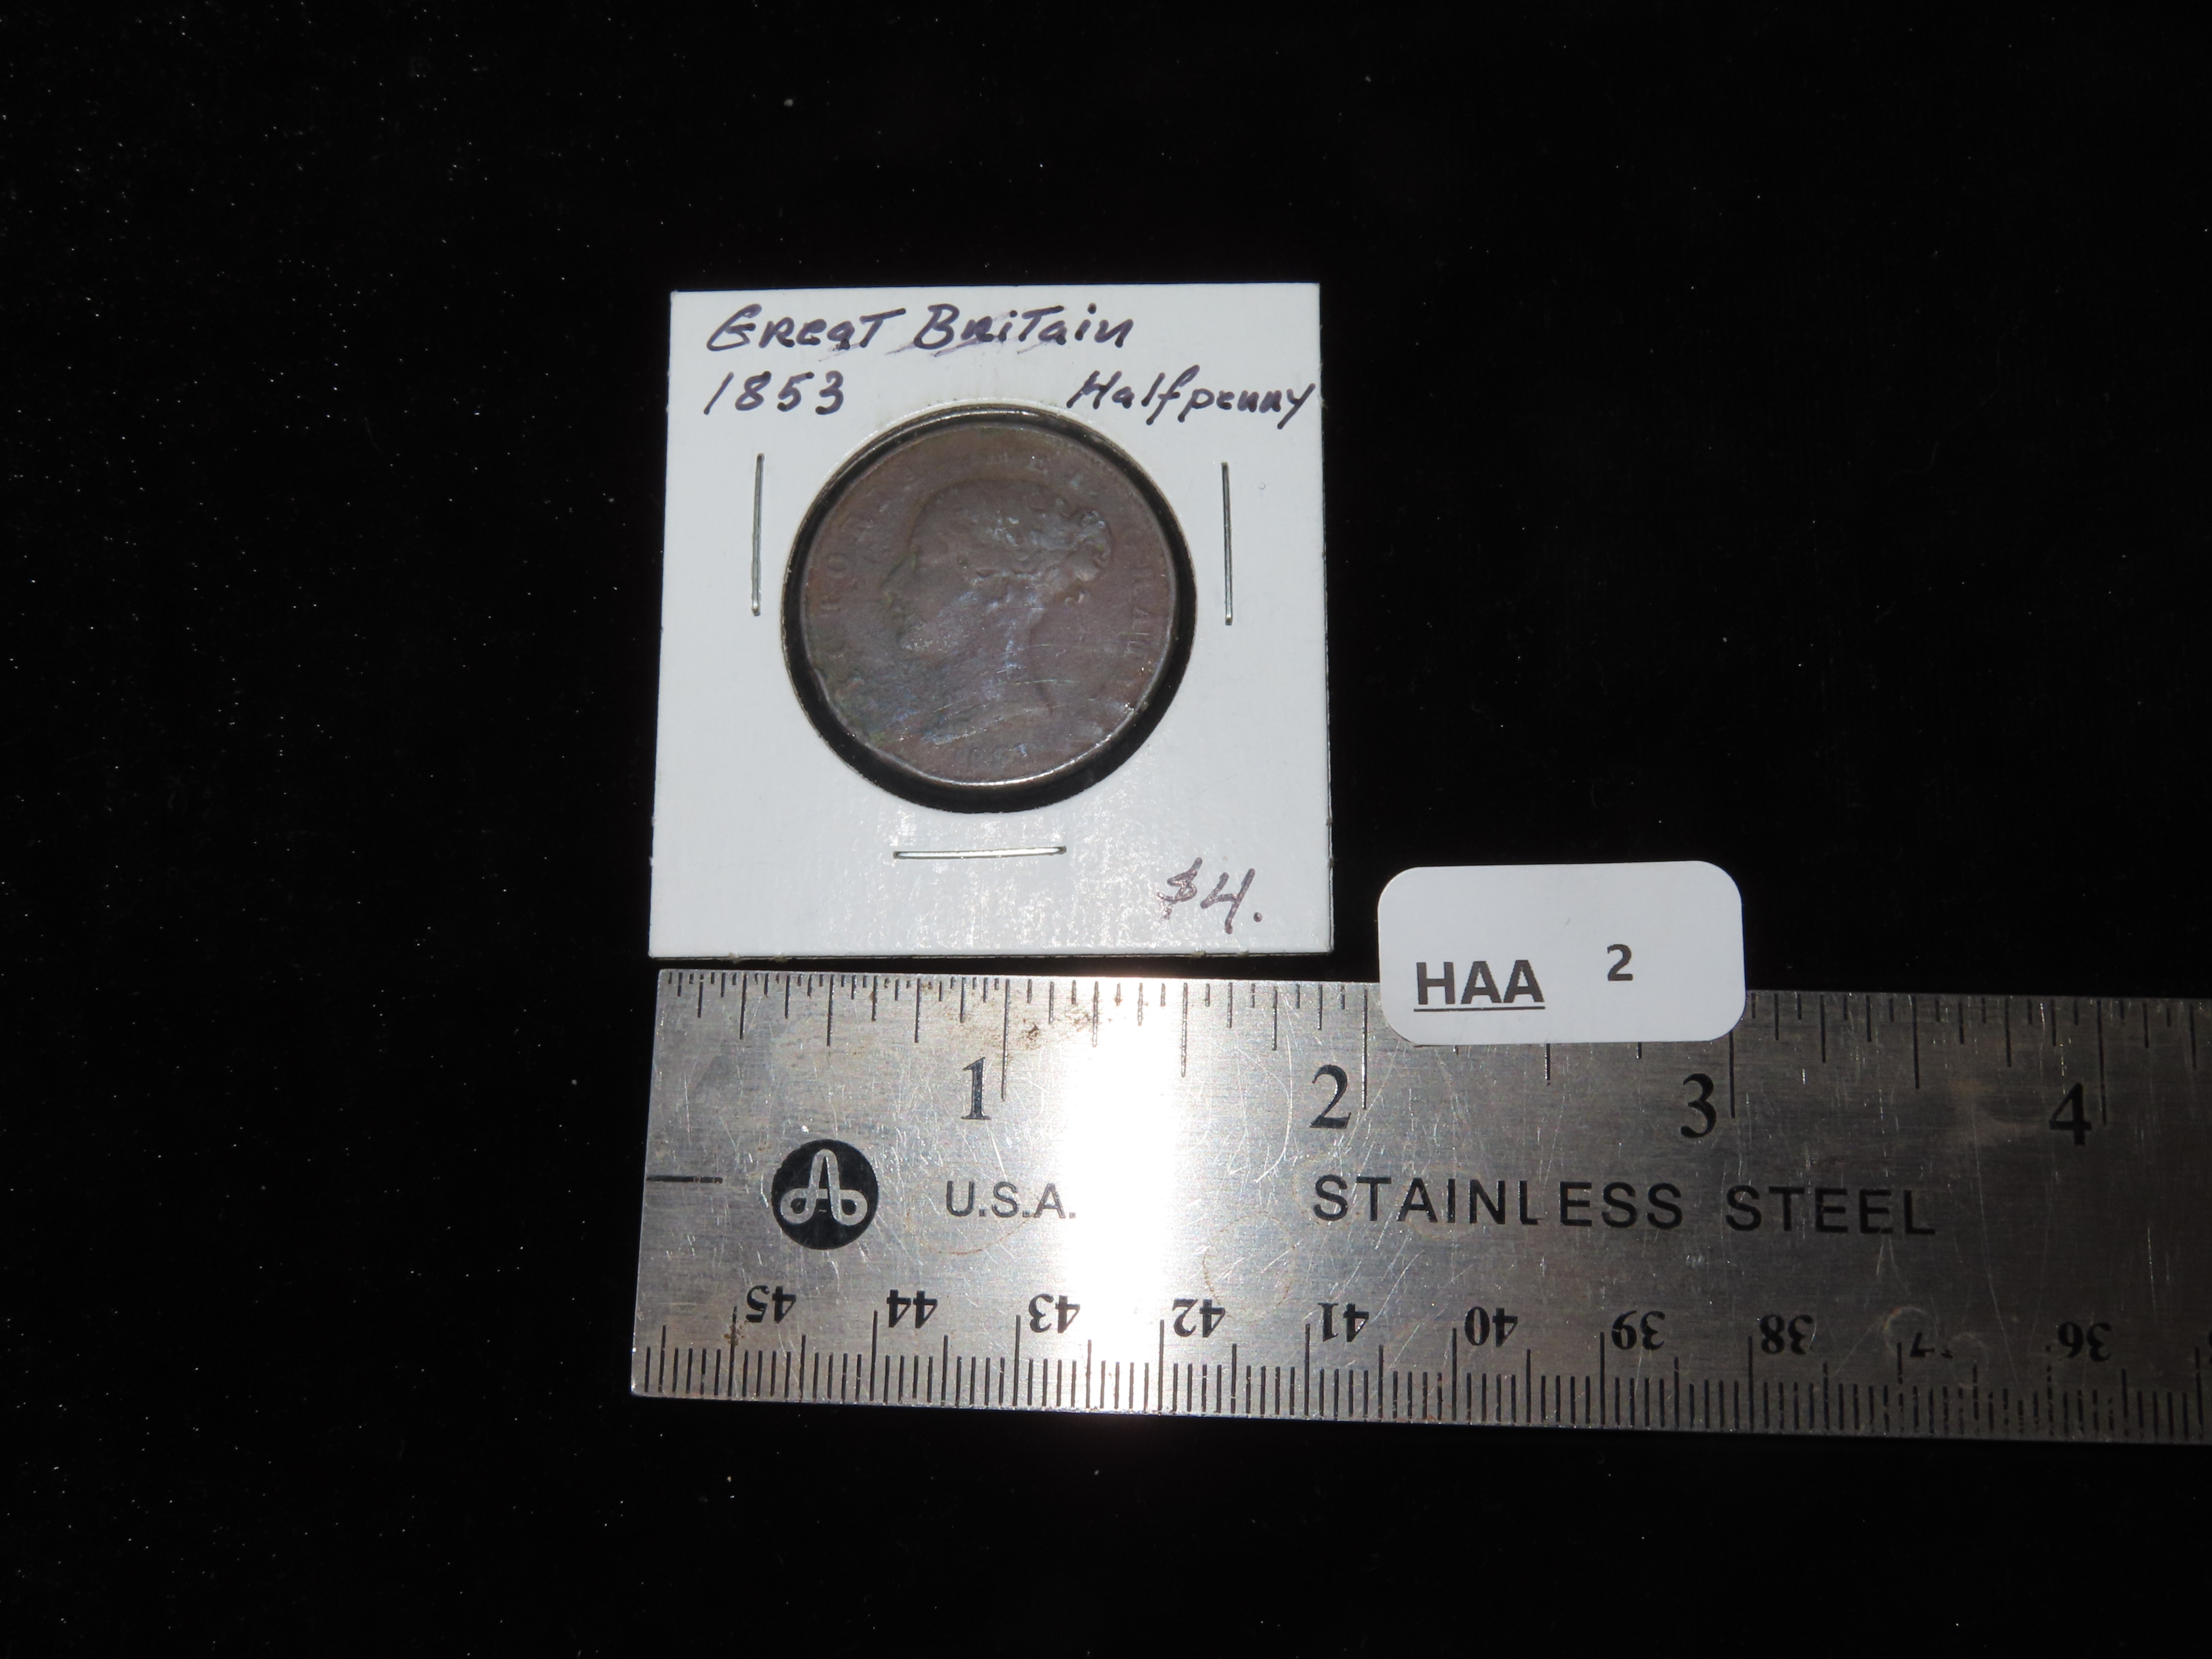 Great Britain
1853 Halfpenny
$4.
HAA 2
1 2 3 4
U.S.A. STAINLESS STEEL
45 44 43 42 41 40 39 38 36